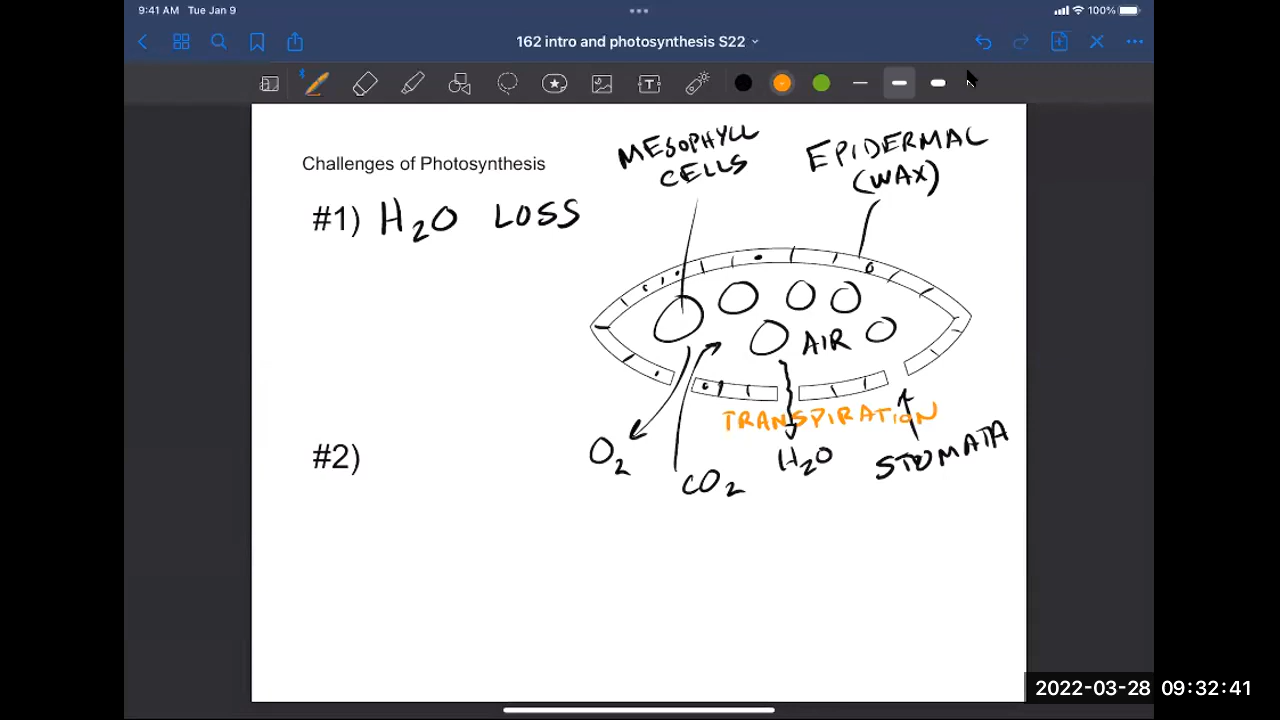 9:41 AM Tue Jan 9
100%
162 intro and photosynthesis S22
Challenges of Photosynthesis
MESOPHYLL
CELLS
EPIDERMAL
(WAX)
#1) H₂O LOSS
AIR
TRANSPIRATION
#2)
O₂
CO₂
H₂O
STOMATA
2022-03-28 09:32:41